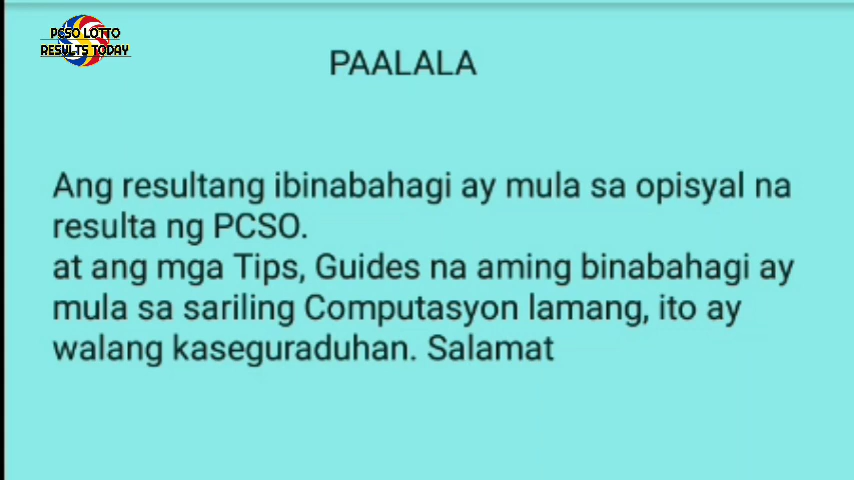 PCSO LOTTO
RESULTS TODAY
PAALALA
Ang resultang ibinabahagi ay mula sa opisyal na
resulta ng PCSO.
at ang mga Tips, Guides na aming binabahagi ay
mula sa sariling Computasyon lamang, ito ay
walang kaseguraduhan. Salamat